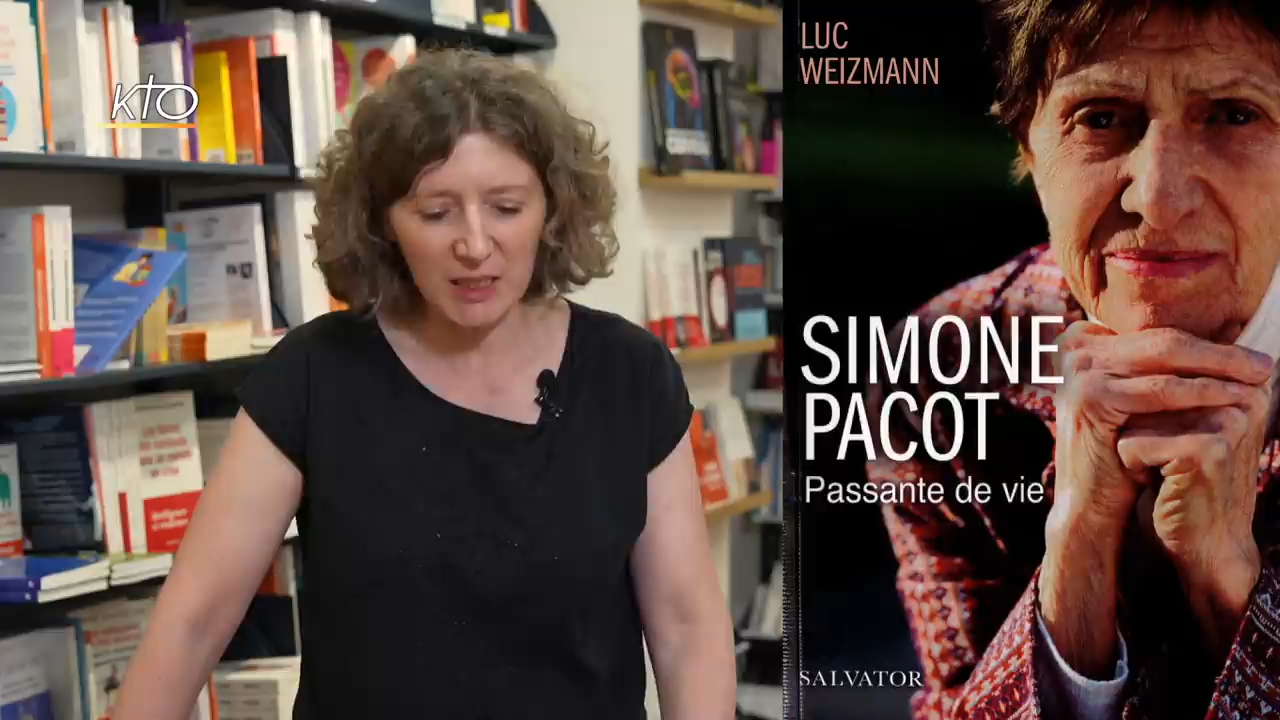 KTO
LUC
WEIZMANN
SIMONE
PACOT
Passante de vie
SALVATOR